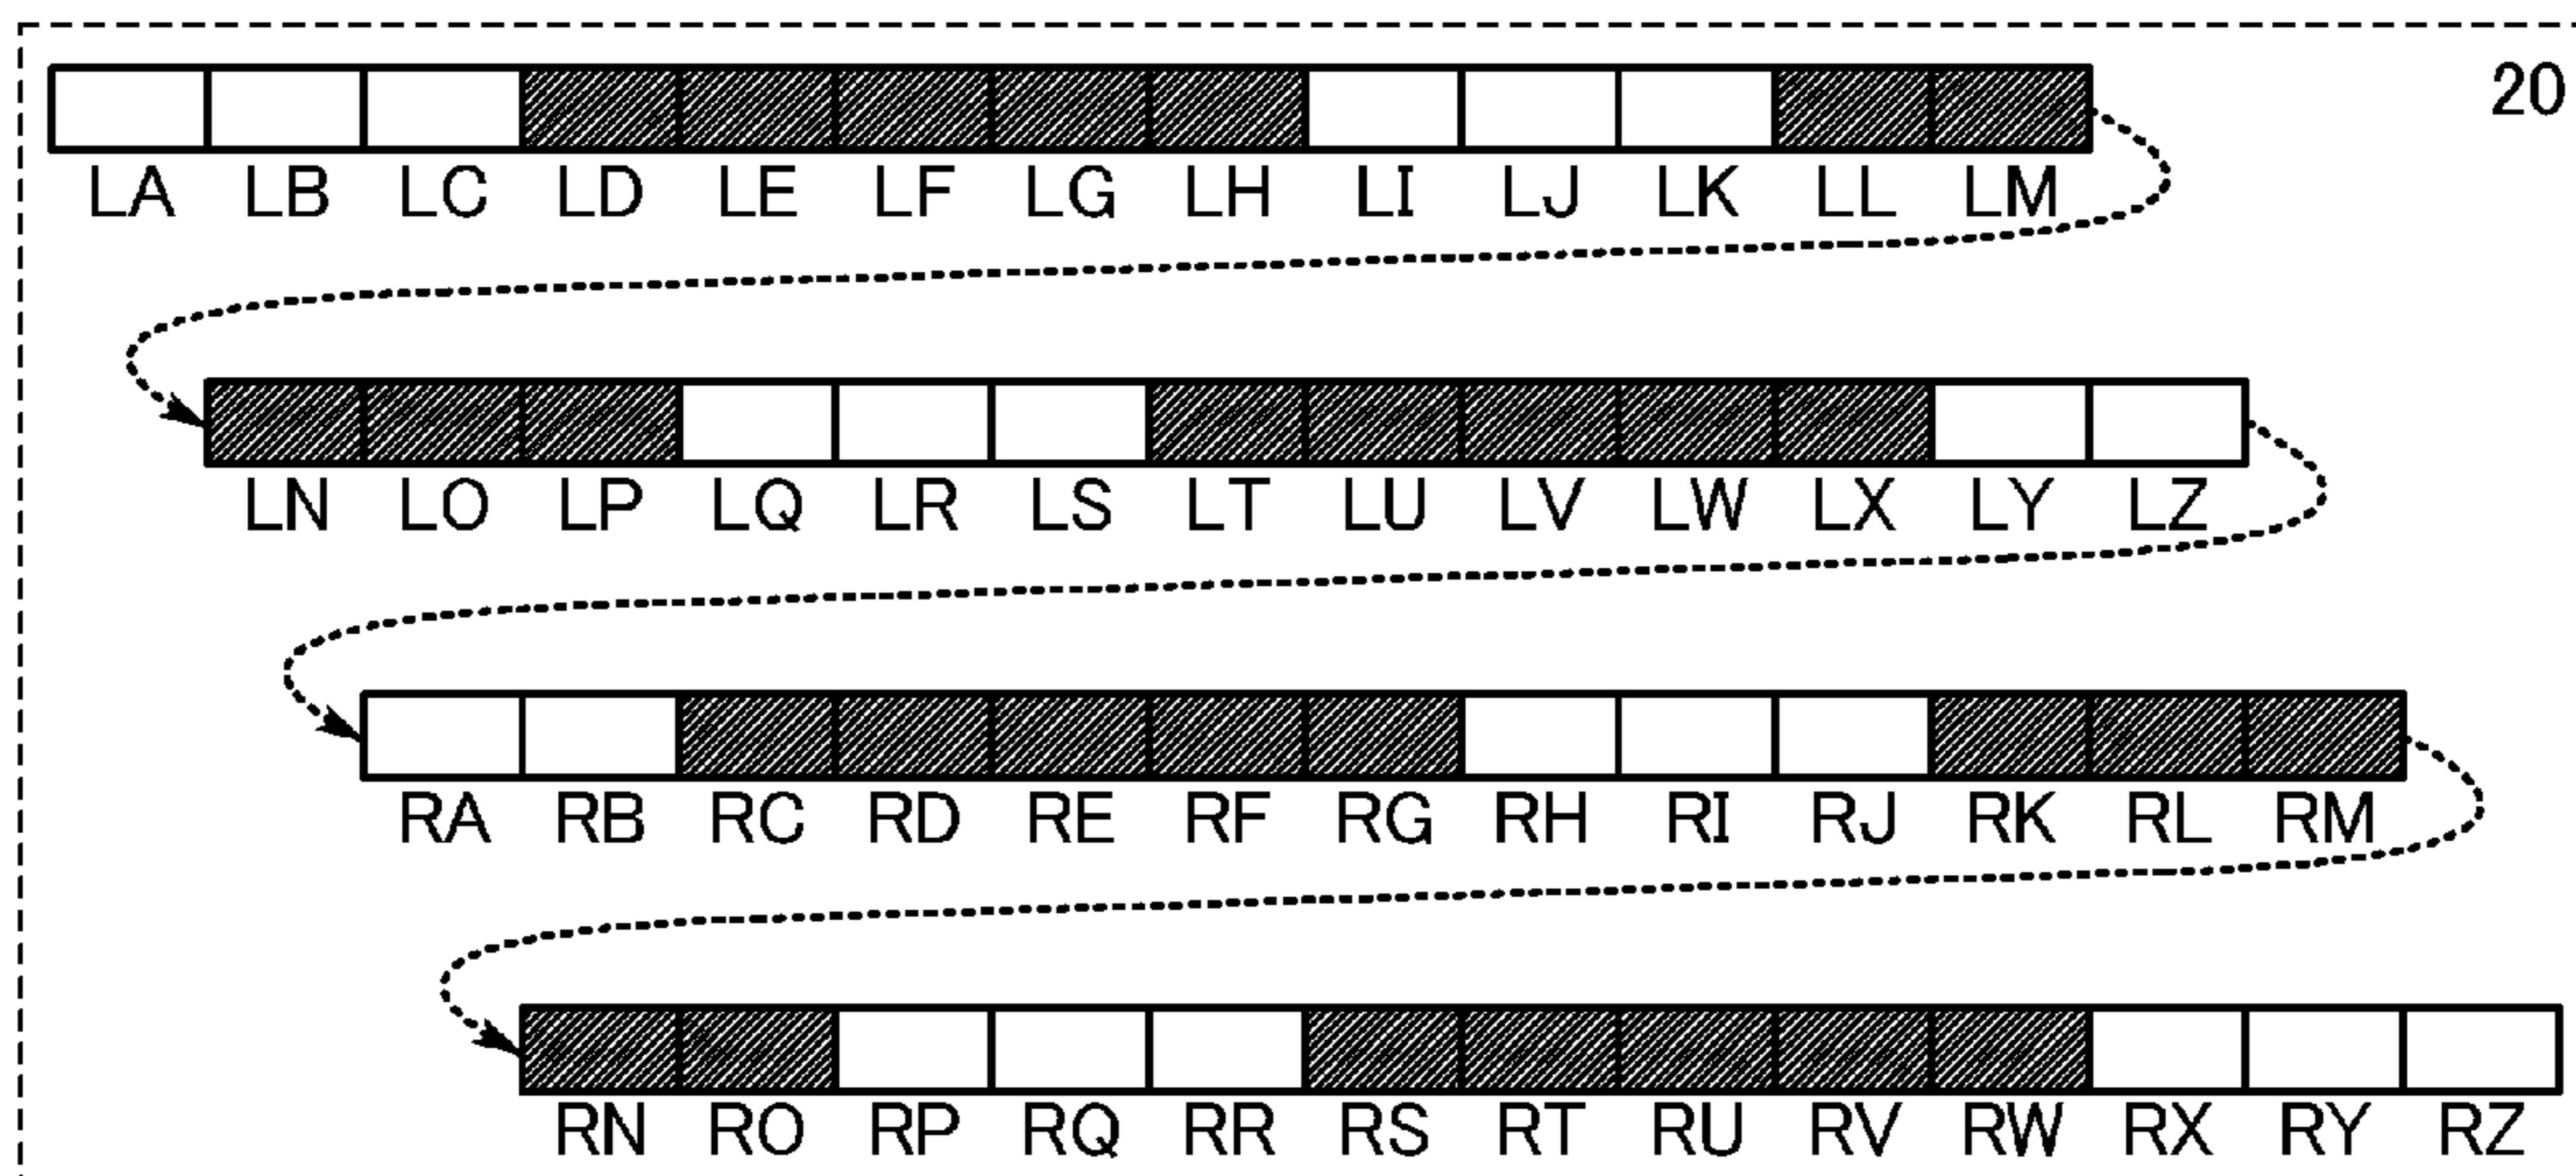 20
LA LB LC LD LE LF LG LH LI LJ LK LL LM
LN LO LP LQ LR LS LT LU LV LW LX LY LZ
RA RB RC RD RE RF RG RH RI RJ RK RL RM
RN RO RP RQ RR RS RT RU RV RW RX RY RZ